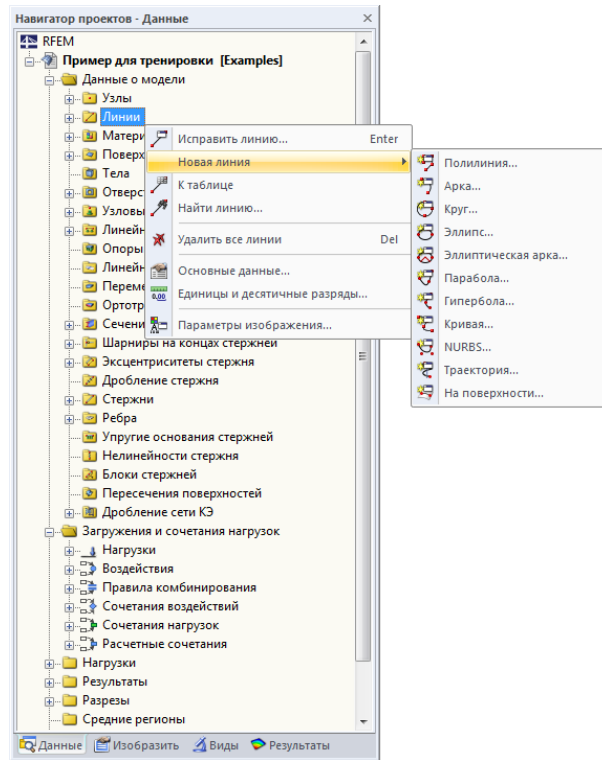 Навигатор проектов - Данные
RFEM
Пример для тренировки [Examples]
Данные о модели
Узлы
Линии
Матери
Поверх
Тела
Отверс
Узловы
Линейн
Опоры
Линейн
Переме
Ортотр
Сечени
Шарниры на концах стержней
Эксцентриситеты стержня
Дробление стержня
Стержни
Ребра
Упругие основания стержней
Нелинейности стержня
Блоки стержней
Пересечения поверхностей
Дробление сети КЭ
Загружения и сочетания нагрузок
Нагрузки
Воздействия
Правила комбинирования
Сочетания воздействий
Сочетания нагрузок
Расчетные сочетания
Нагрузки
Результаты
Разрезы
Средние регионы
Данные Изобразить Виды Результаты
Исправить линию... Enter
Новая линия
К таблице
Найти линию...
Удалить все линии Del
Основные данные...
0,00 Единицы и десятичные разряды...
Параметры изображения...
Полилиния...
Арка...
Круг...
Эллипс...
Эллиптическая арка...
Парабола...
Гипербола...
Кривая...
NURBS...
Траектория...
На поверхности...